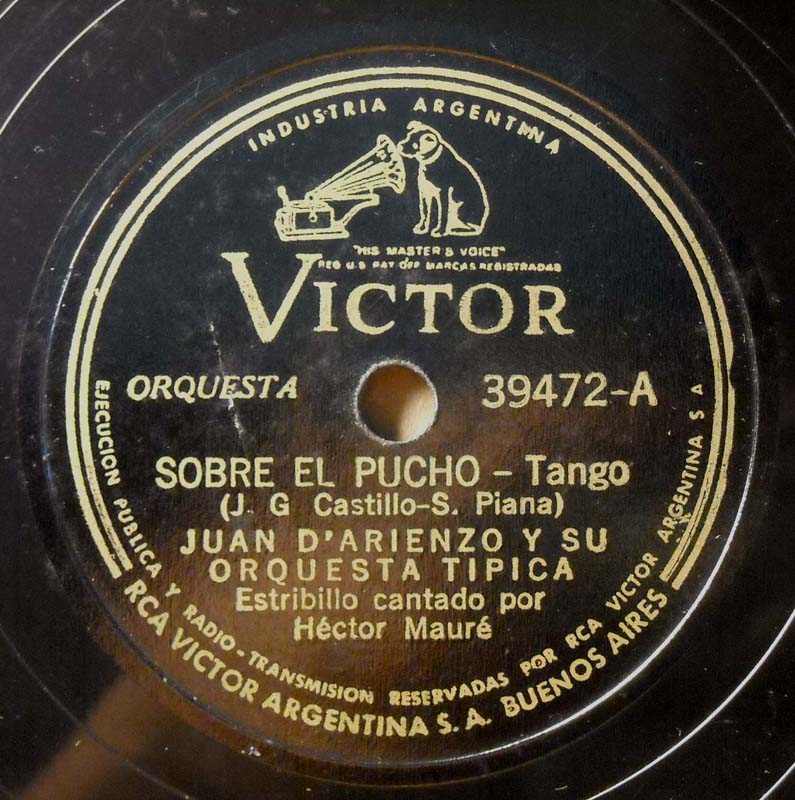 INDUSTRIA ARGENTINA
"HIS MASTER'S VOICE"
REG U.S PAT OFF MARCAS REGISTRADAS
VICTOR
ORQUESTA
39472-A
SOBRE EL PUCHO - Tango
(J. G Castillo-S. Piana)
JUAN D'ARIENZO Y SU
ORQUESTA TIPICA
Estribillo cantado por
Héctor Mauré
EJECUCION PUBLICA Y RADIO-TRANSMISION RESERVADAS POR RCA VICTOR ARGENTINA S A
RCA VICTOR ARGENTINA S. A. BUENOS AIRES